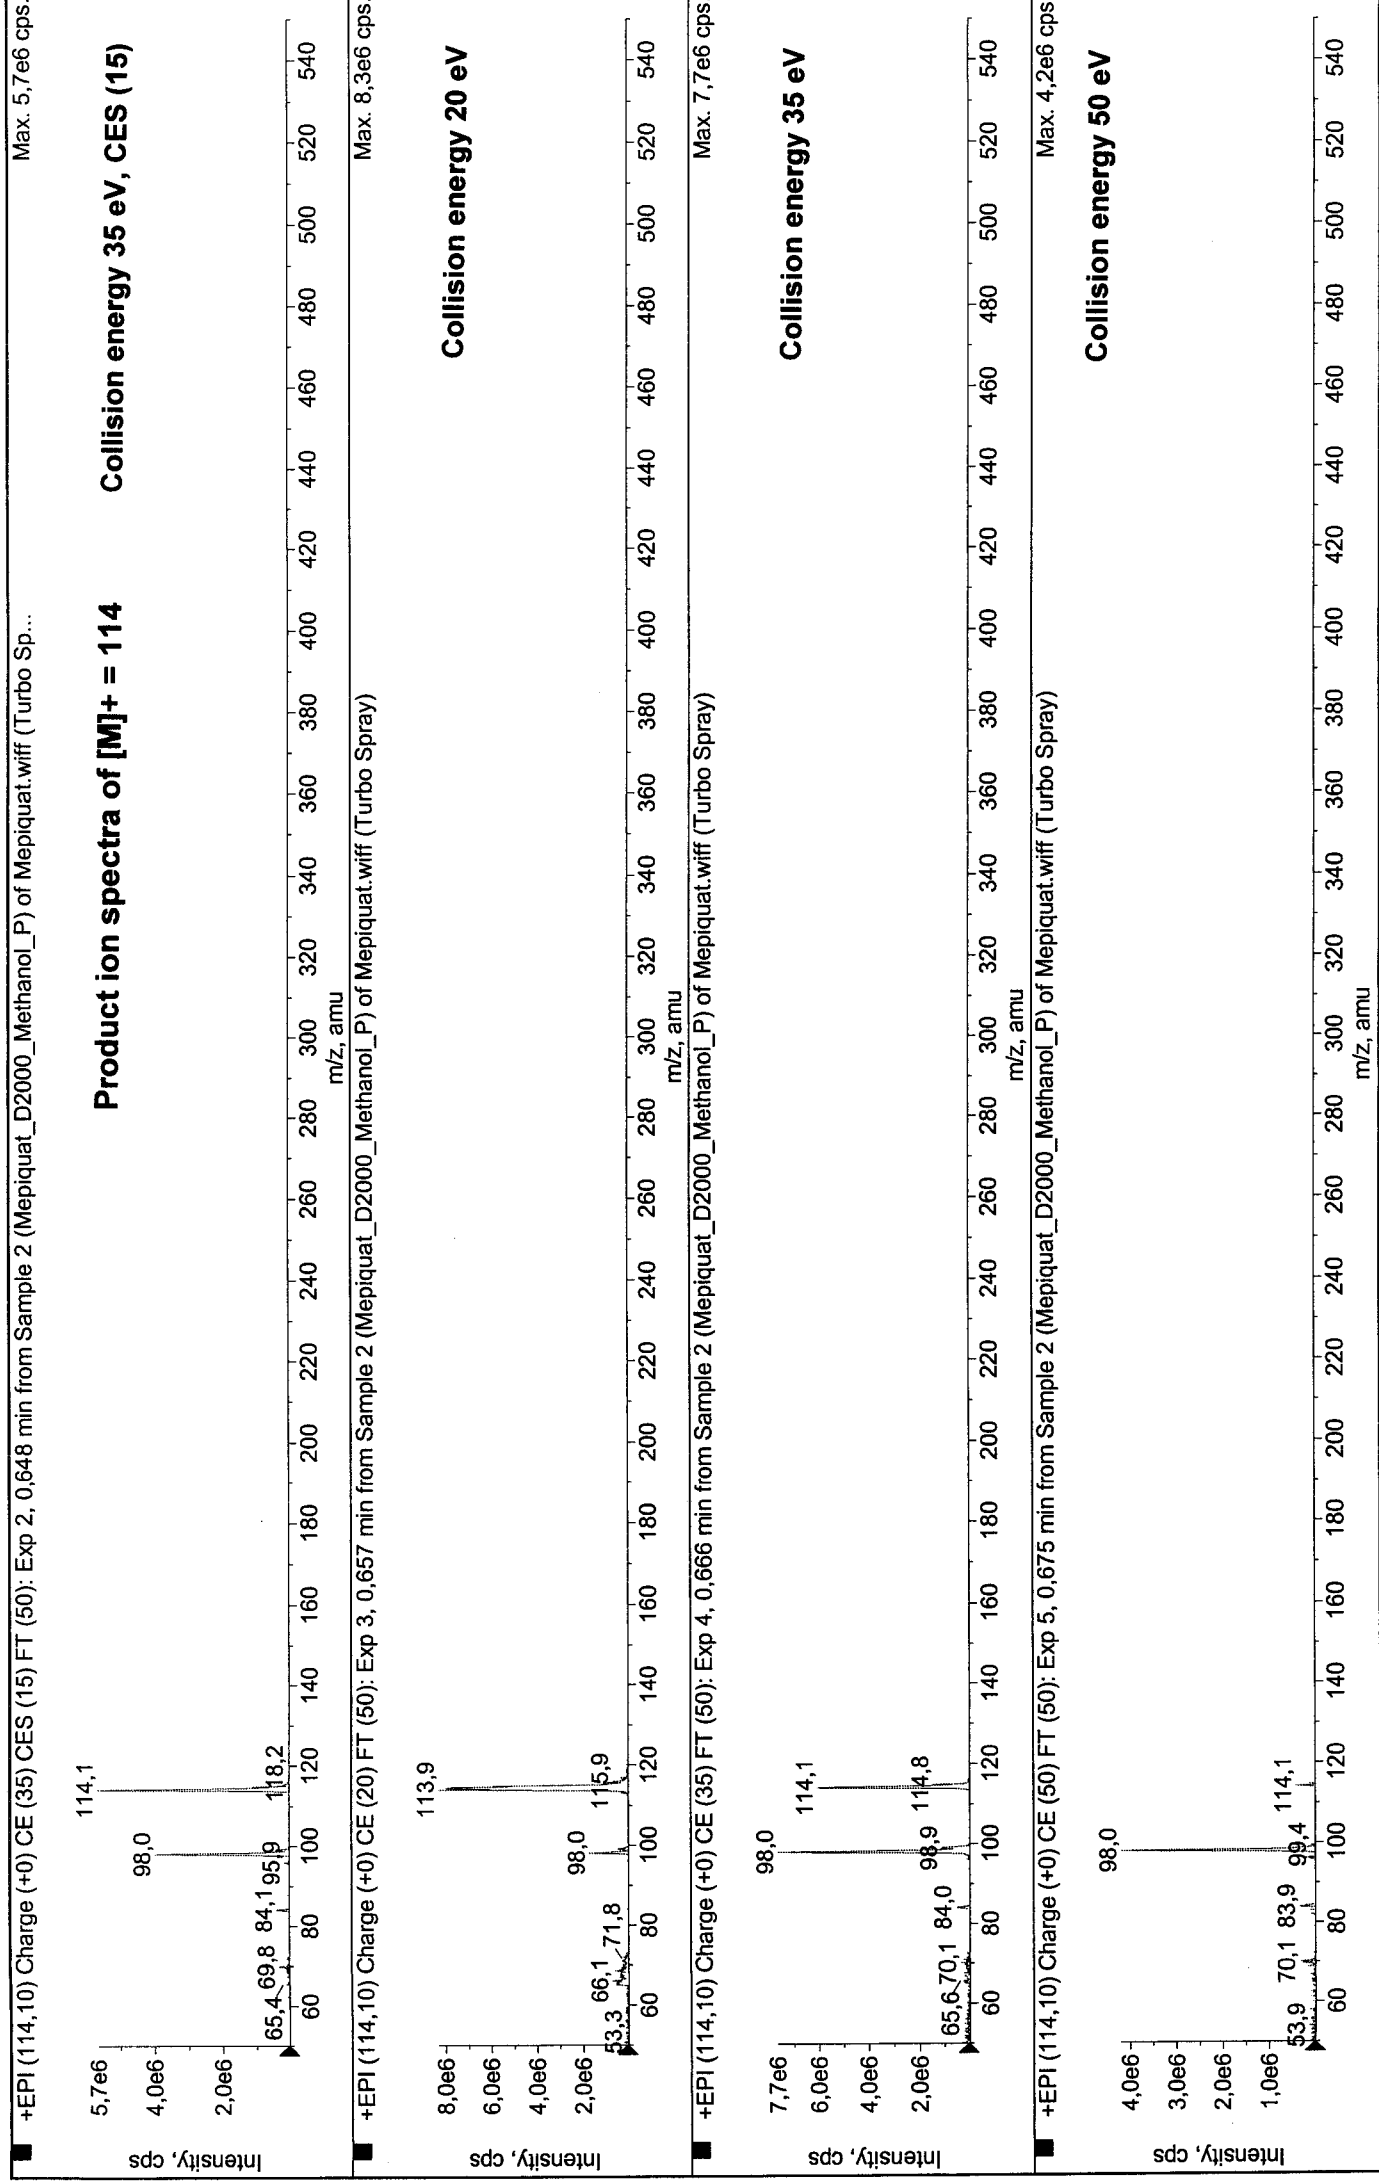 +EPI (114,10) Charge (+0) CE (35) CES (15) FT (50): Exp 2, 0,648 min from Sample 2 (Mepiquat_D2000_Methanol_P) of Mepiquat.wiff (Turbo Sp...
Max. 5,7e6 cps.
Product ion spectra of [M]+ = 114
Collision energy 35 eV, CES (15)
Intensity, cps
5,7e6
4,0e6
2,0e6
65,4 69,8 84,1 98,0 95,9 114,1 118,2
60 80 100 120 140 160 180 200 220 240 260 280 300 320 340 360 380 400 420 440 460 480 500 520 540
m/z, amu
+EPI (114,10) Charge (+0) CE (20) FT (50): Exp 3, 0,657 min from Sample 2 (Mepiquat_D2000_Methanol_P) of Mepiquat.wiff (Turbo Spray)
Max. 8,3e6 cps.
Collision energy 20 eV
Intensity, cps
8,0e6
6,0e6
4,0e6
2,0e6
53,3 66,1 71,8 98,0 113,9 115,9
60 80 100 120 140 160 180 200 220 240 260 280 300 320 340 360 380 400 420 440 460 480 500 520 540
m/z, amu
+EPI (114,10) Charge (+0) CE (35) FT (50): Exp 4, 0,666 min from Sample 2 (Mepiquat_D2000_Methanol_P) of Mepiquat.wiff (Turbo Spray)
Max. 7,7e6 cps
Collision energy 35 eV
Intensity, cps
7,7e6
6,0e6
4,0e6
2,0e6
65,6 70,1 84,0 98,0 98,9 114,1 114,8
60 80 100 120 140 160 180 200 220 240 260 280 300 320 340 360 380 400 420 440 460 480 500 520 540
m/z, amu
+EPI (114,10) Charge (+0) CE (50) FT (50): Exp 5, 0,675 min from Sample 2 (Mepiquat_D2000_Methanol_P) of Mepiquat.wiff (Turbo Spray)
Max. 4,2e6 cps
Collision energy 50 eV
Intensity, cps
4,0e6
3,0e6
2,0e6
1,0e6
53,9 70,1 83,9 98,0 99,4 114,1
60 80 100 120 140 160 180 200 220 240 260 280 300 320 340 360 380 400 420 440 460 480 500 520 540
m/z, amu